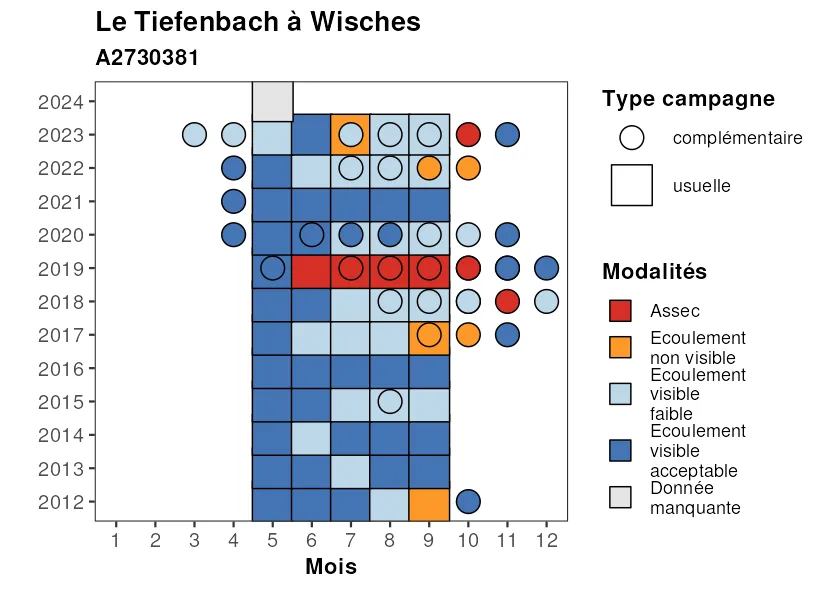 Le Tiefenbach à Wisches
A2730381
2024
2023
2022
2021
2020
2019
2018
2017
2016
2015
2014
2013
2012
1 2 3 4 5 6 7 8 9 10 11 12
Mois
Type campagne
complémentaire
usuelle
Modalités
Assec
Ecoulement
non visible
Ecoulement
visible
faible
Ecoulement
visible
acceptable
Donnée
manquante